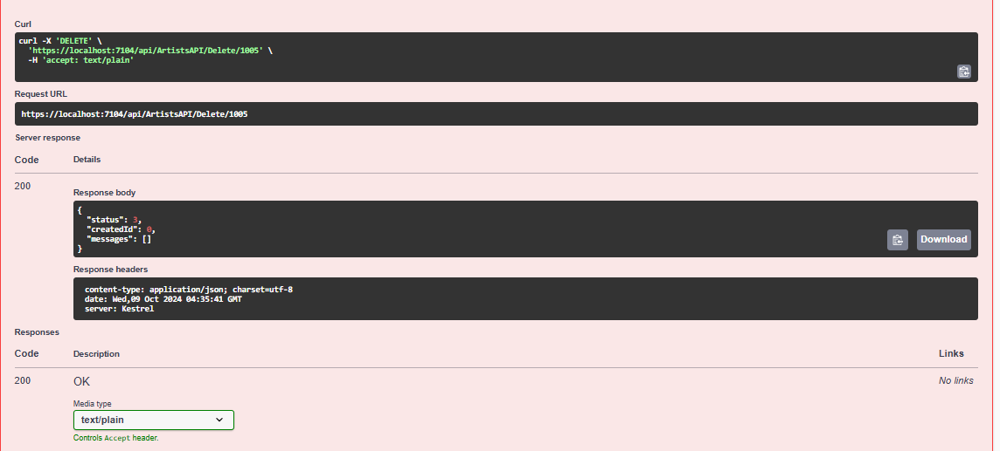 Curl
curl -X 'DELETE' \
'https://localhost:7104/api/ArtistsAPI/Delete/1005' \
-H 'accept: text/plain'
Request URL
https://localhost:7104/api/ArtistsAPI/Delete/1005
Server response
Code Details
200
Response body
{
"status": 3,
"createdId": 0,
"messages": []
}
Download
Response headers
content-type: application/json; charset=utf-8
date: Wed,09 Oct 2024 04:35:41 GMT
server: Kestrel
Responses
Code Description Links
200 OK No links
Media type
text/plain
Controls Accept header.